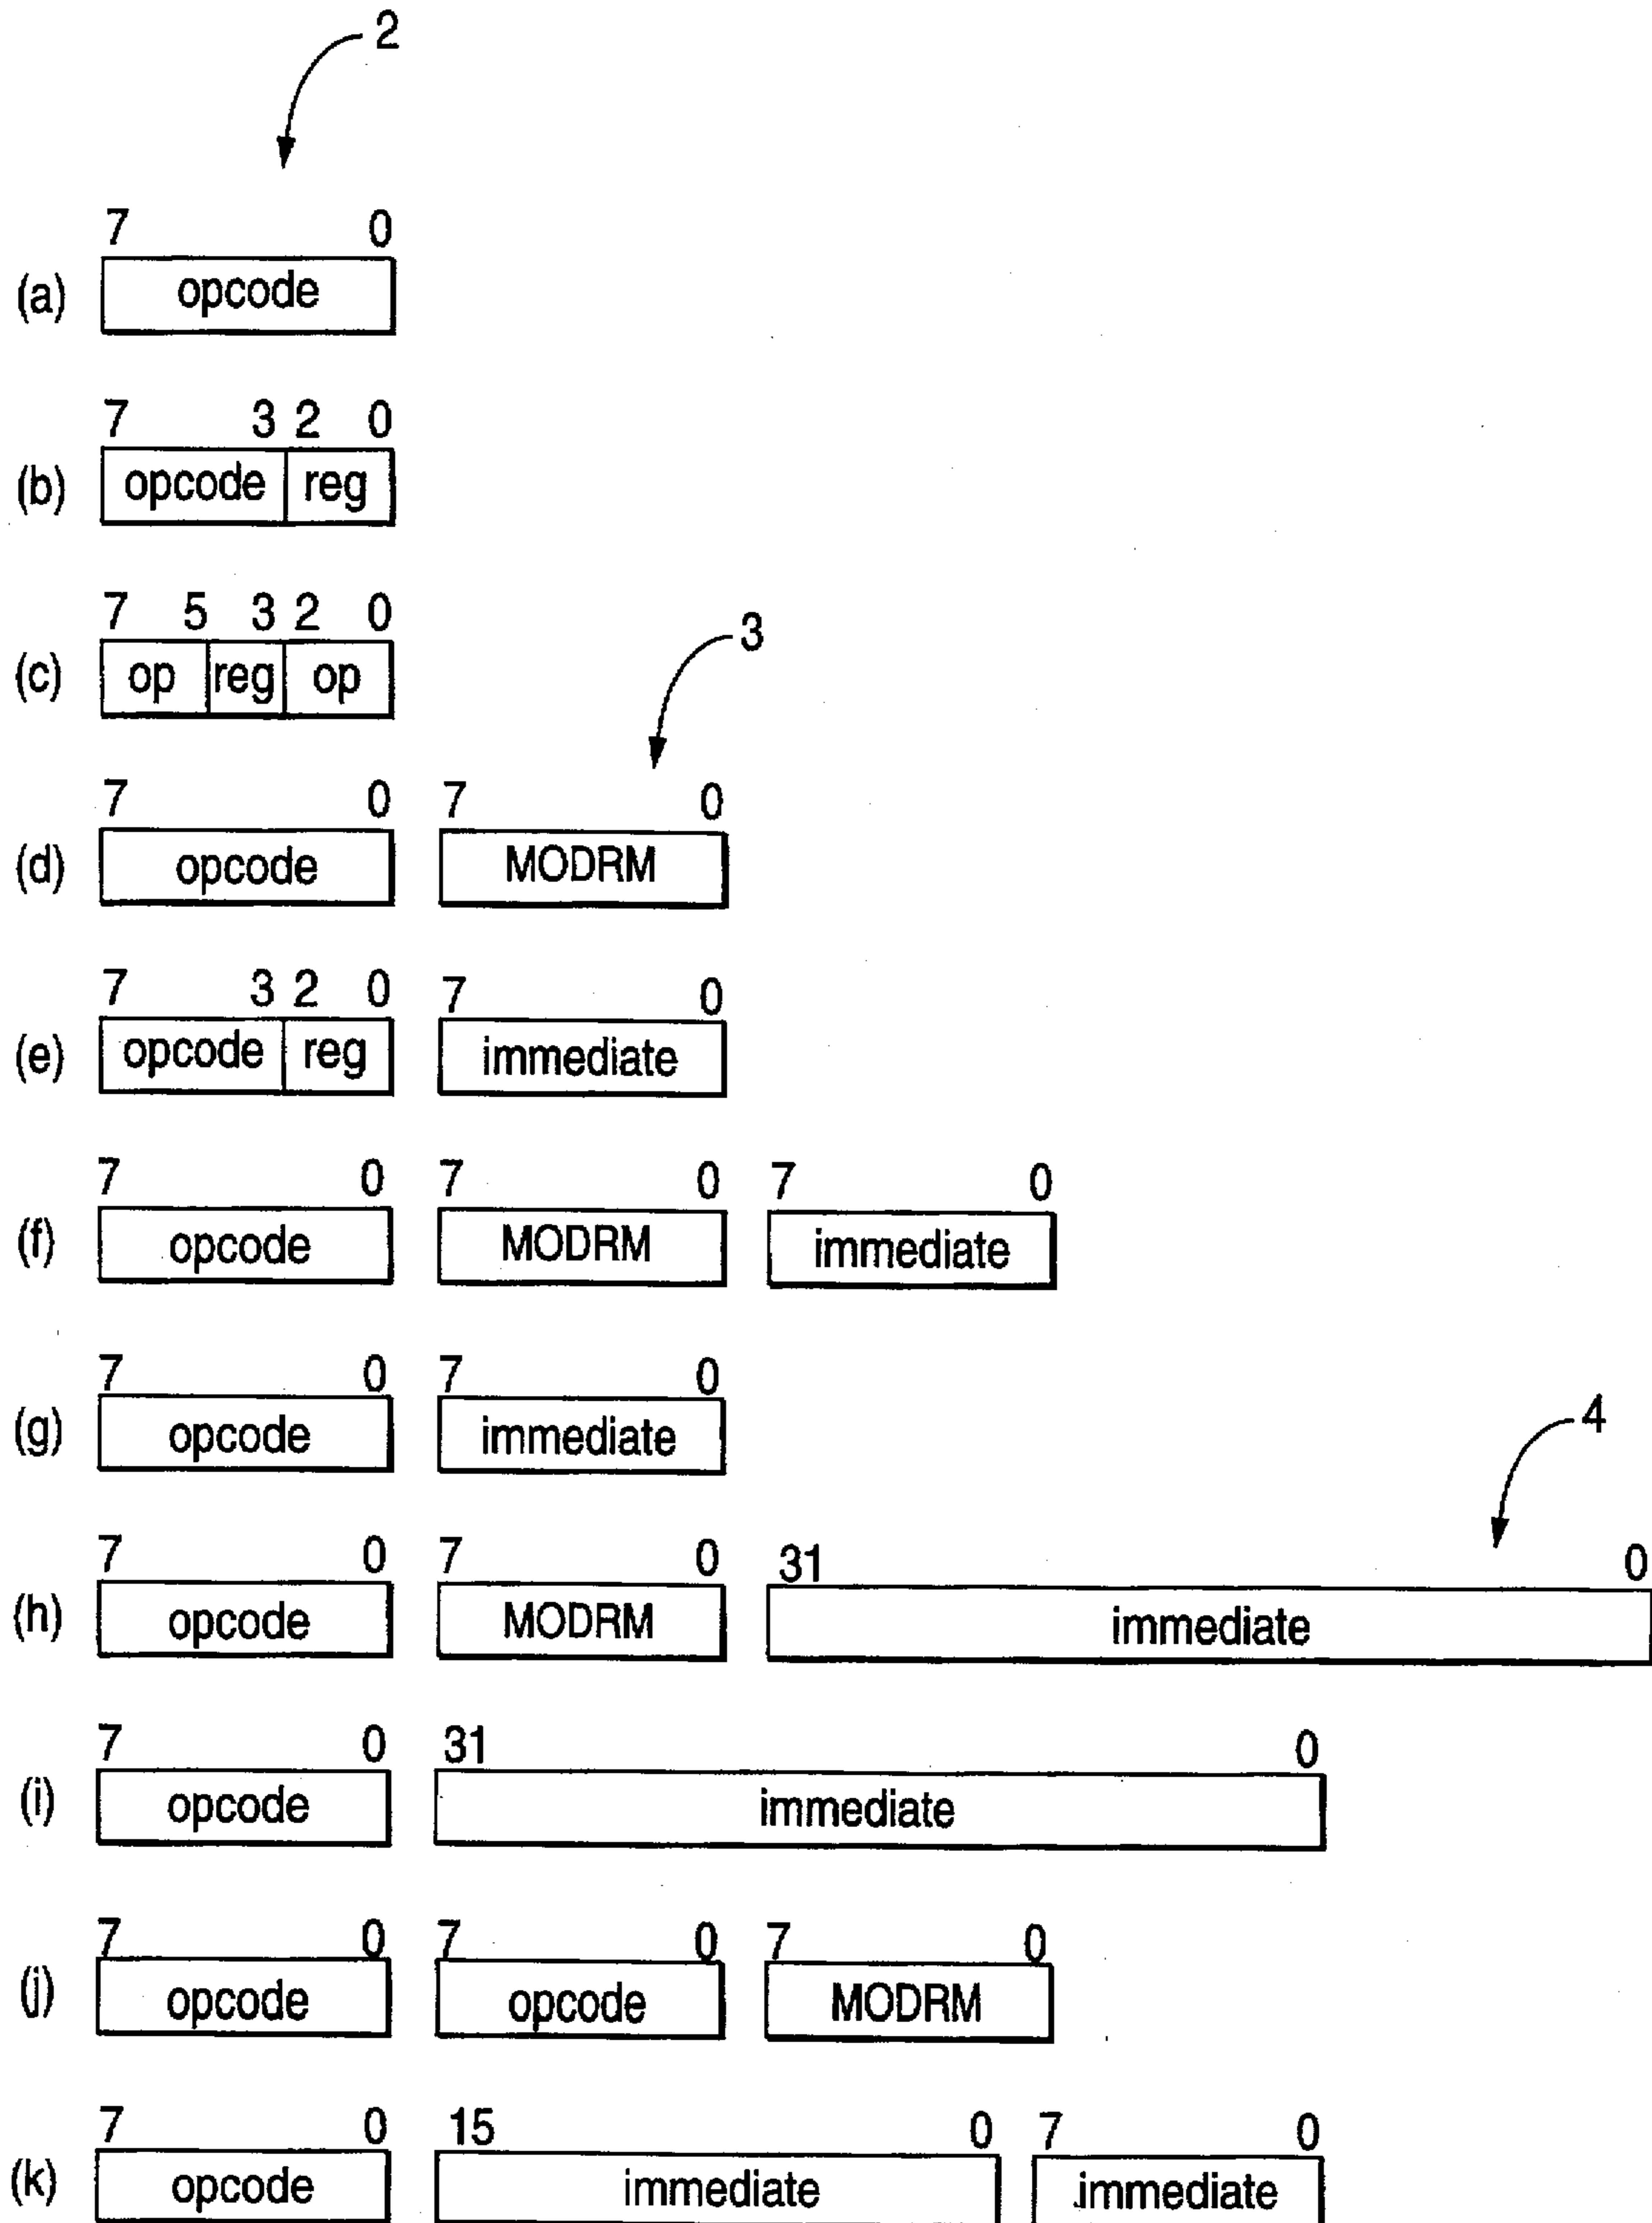 2
7 0
(a) opcode
7 3 2 0
(b) opcode reg
7 5 3 2 0
(c) op reg op
3
7 0 7 0
(d) opcode MODRM
7 3 2 0 7 0
(e) opcode reg immediate
7 0 7 0 7 0
(f) opcode MODRM immediate
7 0 7 0
(g) opcode immediate
4
7 0 7 0 31 0
(h) opcode MODRM immediate
7 0 31 0
(i) opcode immediate
7 0 7 0 7 0
(j) opcode opcode MODRM
7 0 15 0 7 0
(k) opcode immediate immediate